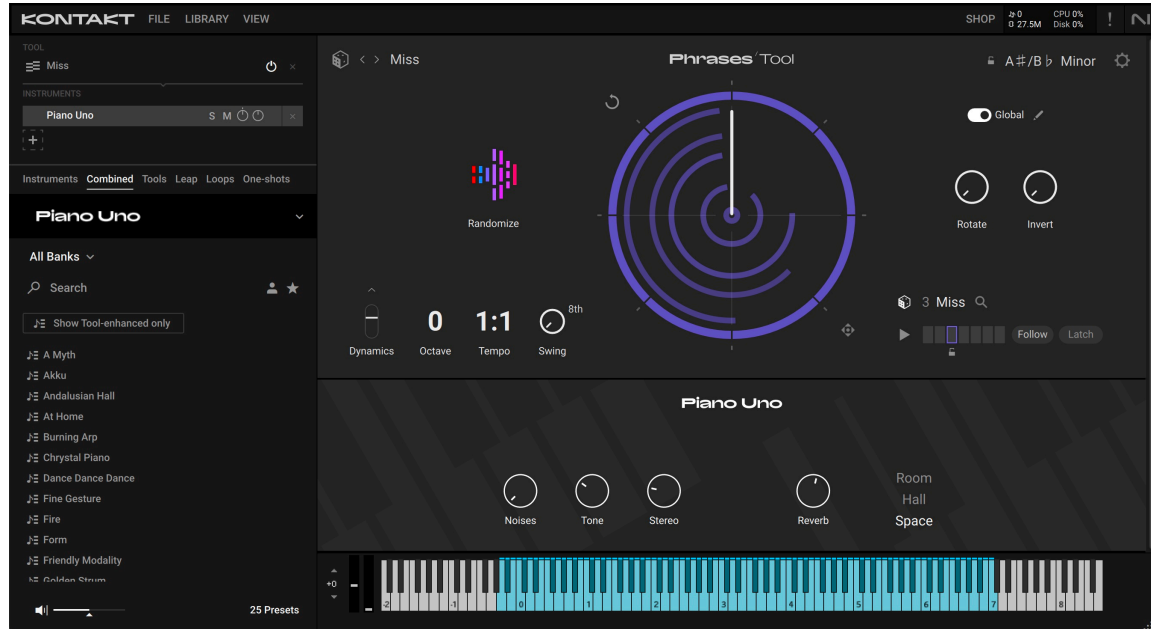 KONTAKT FILE LIBRARY VIEW SHOP 0 CPU 0%
0 27.5M Disk 0% !
TOOL
Miss ×
INSTRUMENTS
Piano Uno S M ×
+
Instruments Combined Tools Leap Loops One-shots
Piano Uno
All Banks
Search
Show Tool-enhanced only
A Myth
Akku
Andalusian Hall
At Home
Burning Arp
Chrystal Piano
Dance Dance Dance
Fine Gesture
Fire
Form
Friendly Modality
Golden Strum
25 Presets
< > Miss
Phrases/Tool
A♯/B♭ Minor
Global
Randomize
Rotate Invert
8th
0 1:1
Dynamics Octave Tempo Swing
3 Miss
Follow Latch
Piano Uno
Noises Tone Stereo Reverb
Room
Hall
Space
+0
-2 -1 0 1 2 3 4 5 6 7 8